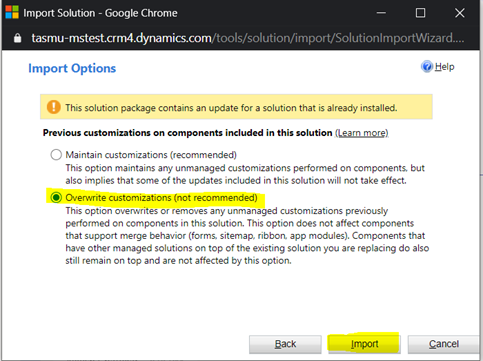 Import Solution - Google Chrome
tasmu-mstest.crm4.dynamics.com/tools/solution/import/SolutionImportWizard....
Import Options
Help
This solution package contains an update for a solution that is already installed.
Previous customizations on components included in this solution (Learn more)
Maintain customizations (recommended)
This option maintains any unmanaged customizations performed on components, but
also implies that some of the updates included in this solution will not take effect.
Overwrite customizations (not recommended)
This option overwrites or removes any unmanaged customizations previously
performed on components in this solution. This option does not affect components
that support merge behavior (forms, sitemap, ribbon, app modules). Components that
have other managed solutions on top of the existing solution you are replacing do also
still remain on top and are not affected by this option.
Back
Import
Cancel